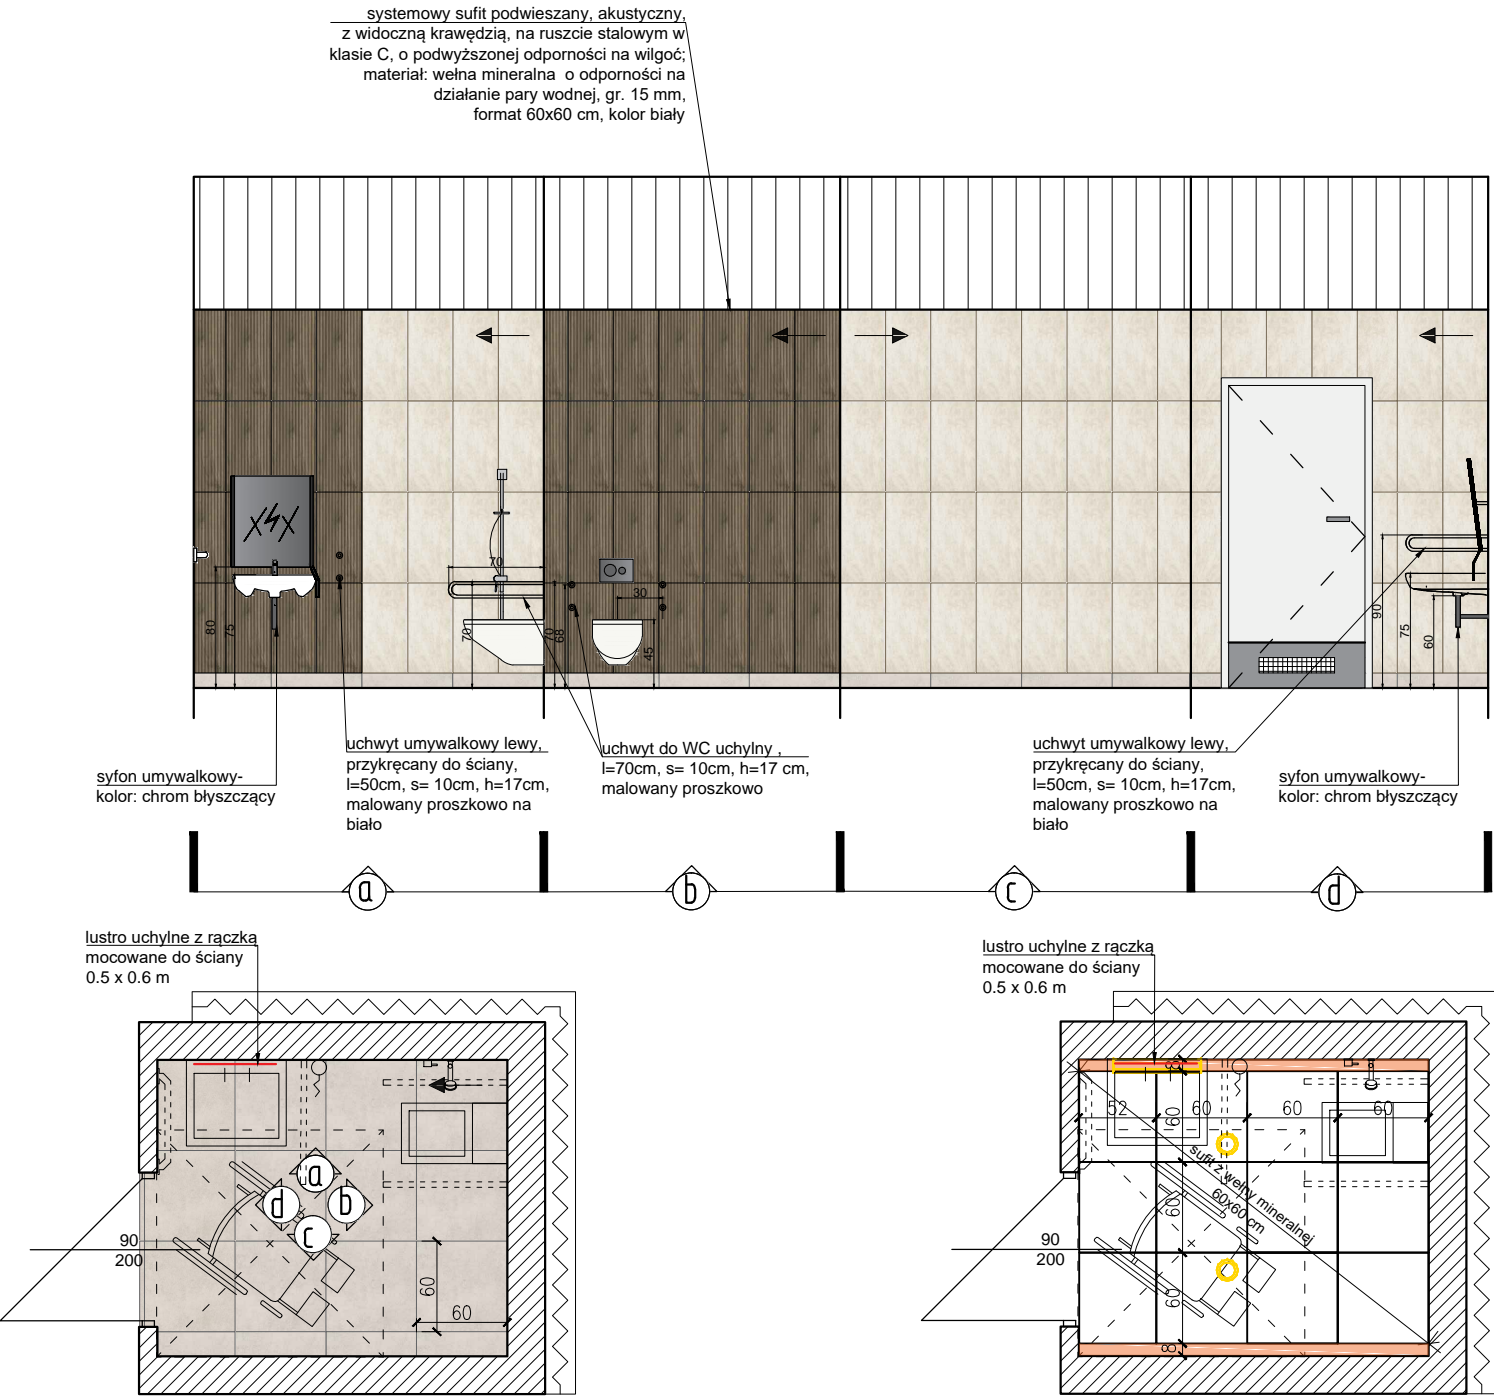 systemowy sufit podwieszany, akustyczny,
z widoczną krawędzią, na ruszcie stalowym w
klasie C, o podwyższonej odporności na wilgoć;
materiał: wełna mineralna o odporności na
działanie pary wodnej, gr. 15 mm,
format 60x60 cm, kolor biały
70
30
80
75
70
70
68
45
90
75
60
syfon umywalkowy-
kolor: chrom błyszczący
uchwyt umywalkowy lewy,
przykręcany do ściany,
l=50cm, s= 10cm, h=17cm,
malowany proszkowo na
biało
uchwyt do WC uchylny ,
l=70cm, s= 10cm, h=17 cm,
malowany proszkowo
uchwyt umywalkowy lewy,
przykręcany do ściany,
l=50cm, s= 10cm, h=17cm,
malowany proszkowo na
biało
syfon umywalkowy-
kolor: chrom błyszczący
a
b
c
d
lustro uchylne z rączką
mocowane do ściany
0.5 x 0.6 m
a
d
b
c
90
200
60
60
lustro uchylne z rączką
mocowane do ściany
0.5 x 0.6 m
8
52
60
60
60
60
sufit z wełny mineralnej
60x60 cm
60
90
200
60
8